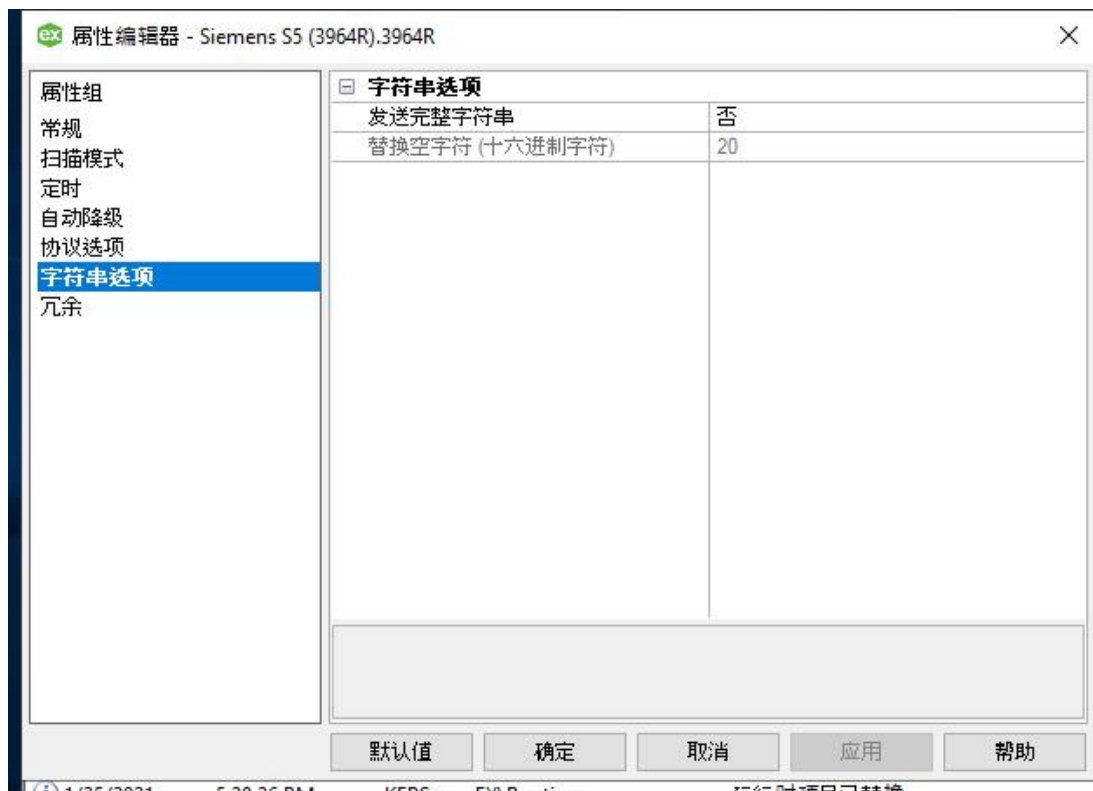 属性编辑器 - Siemens S5 (3964R).3964R
属性组
常规
扫描模式
定时
自动降级
协议选项
字符串选项
冗余
字符串选项
发送完整字符串 否
替换空字符 (十六进制字符) 20
默认值 确定 取消 应用 帮助